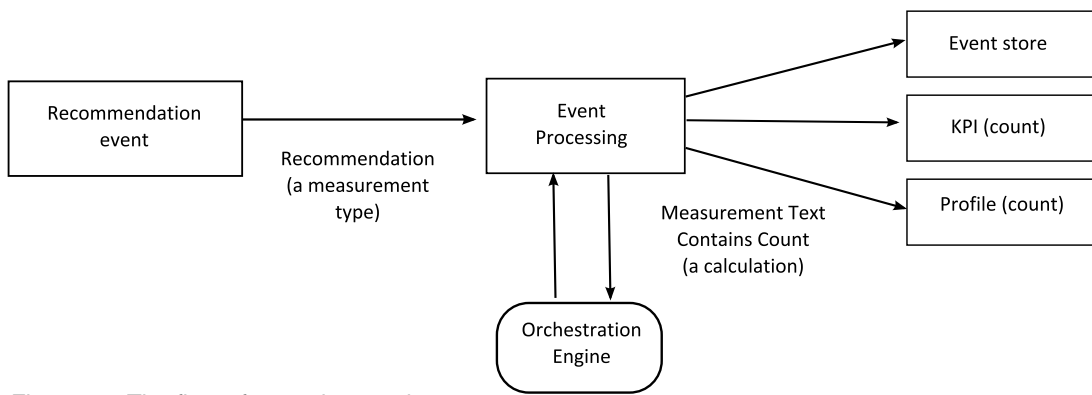 Recommendation
event
Recommendation
(a measurement
type)
Event
Processing
Measurement Text
Contains Count
(a calculation)
Orchestration
Engine
Event store
KPI (count)
Profile (count)